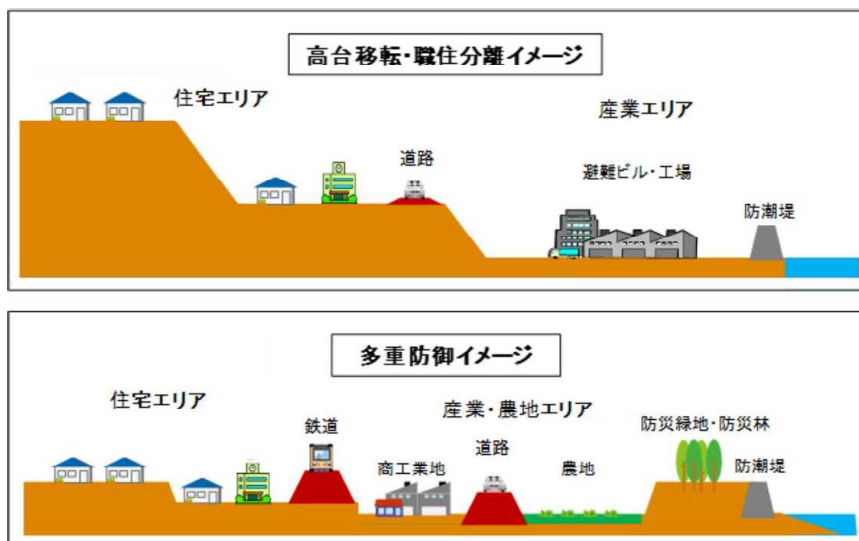 高台移転・職住分離イメージ
住宅エリア
産業エリア
道路
避難ビル・工場
防潮堤
多重防御イメージ
住宅エリア
産業・農地エリア
鉄道
防災緑地・防災林
商工業地
道路
農地
防潮堤